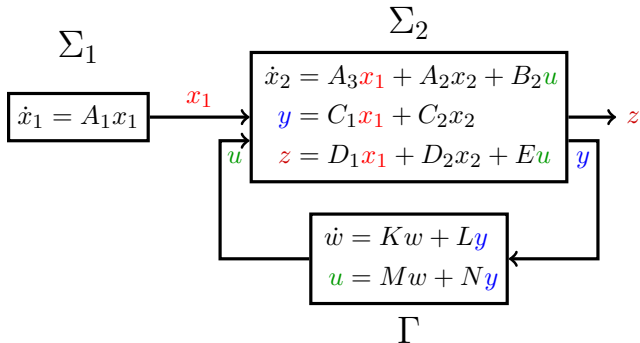 Σ₂
Σ₁
ẋ₂ = A₃x₁ + A₂x₂ + B₂u
x₁
ẋ₁ = A₁x₁
y = C₁x₁ + C₂x₂
z
u
z = D₁x₁ + D₂x₂ + Eu
y
ẇ = Kw + Ly
u = Mw + Ny
Γ